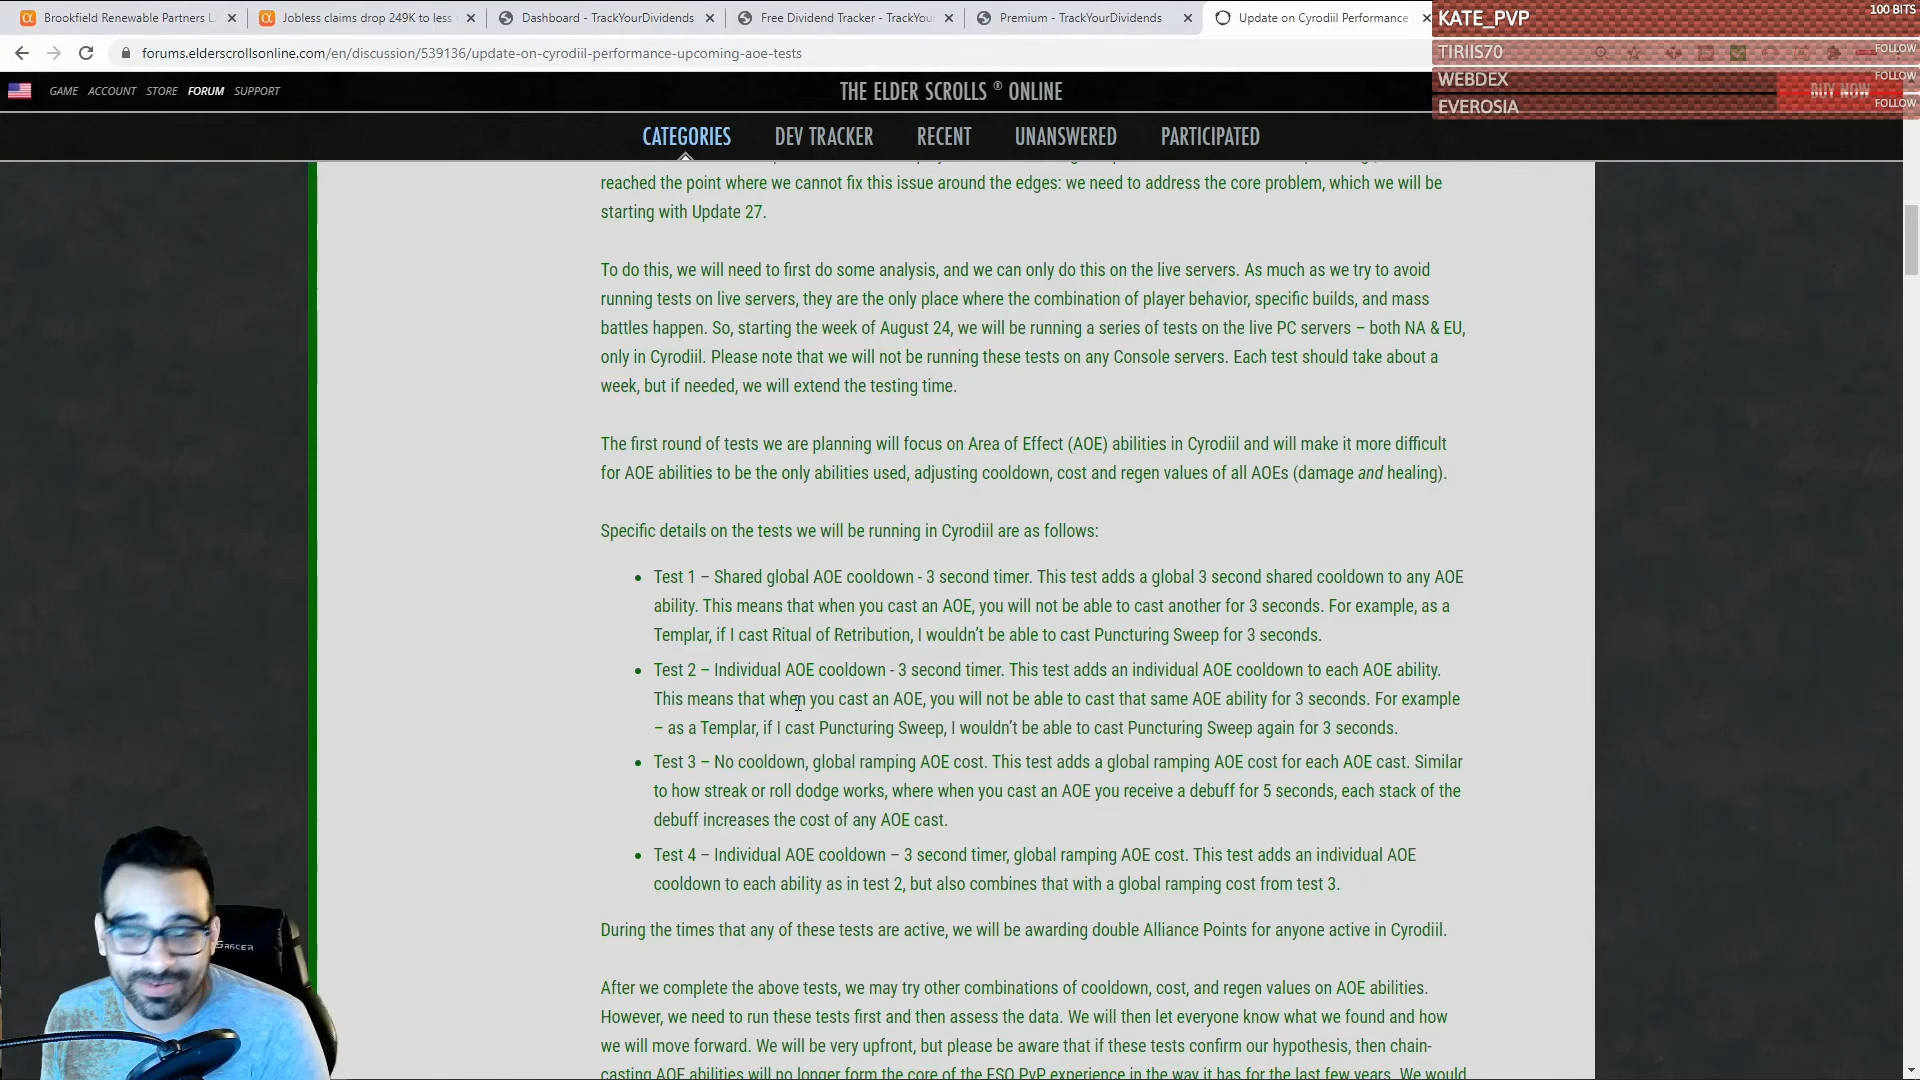 Brookfield Renewable Partners L
Jobless claims drop 249K to less
Dashboard - TrackYourDividends
Free Dividend Tracker - TrackYou
Premium - TrackYourDividends
Update on Cyrodiil Performance
KATE_PVP
100 BITS
TIRIIS70
FOLLOW
WEBDEX
FOLLOW
EVEROSIA
FOLLOW
forums.elderscrollsonline.com/en/discussion/539136/update-on-cyrodiil-performance-upcoming-aoe-tests
GAME
ACCOUNT
STORE
FORUM
SUPPORT
THE ELDER SCROLLS ® ONLINE
BUY NOW
CATEGORIES
DEV TRACKER
RECENT
UNANSWERED
PARTICIPATED
reached the point where we cannot fix this issue around the edges: we need to address the core problem, which we will be
starting with Update 27.
To do this, we will need to first do some analysis, and we can only do this on the live servers. As much as we try to avoid
running tests on live servers, they are the only place where the combination of player behavior, specific builds, and mass
battles happen. So, starting the week of August 24, we will be running a series of tests on the live PC servers – both NA & EU,
only in Cyrodiil. Please note that we will not be running these tests on any Console servers. Each test should take about a
week, but if needed, we will extend the testing time.
The first round of tests we are planning will focus on Area of Effect (AOE) abilities in Cyrodiil and will make it more difficult
for AOE abilities to be the only abilities used, adjusting cooldown, cost and regen values of all AOEs (damage and healing).
Specific details on the tests we will be running in Cyrodiil are as follows:
• Test 1 – Shared global AOE cooldown - 3 second timer. This test adds a global 3 second shared cooldown to any AOE
ability. This means that when you cast an AOE, you will not be able to cast another for 3 seconds. For example, as a
Templar, if I cast Ritual of Retribution, I wouldn't be able to cast Puncturing Sweep for 3 seconds.
• Test 2 – Individual AOE cooldown - 3 second timer. This test adds an individual AOE cooldown to each AOE ability.
This means that when you cast an AOE, you will not be able to cast that same AOE ability for 3 seconds. For example
– as a Templar, if I cast Puncturing Sweep, I wouldn't be able to cast Puncturing Sweep again for 3 seconds.
• Test 3 – No cooldown, global ramping AOE cost. This test adds a global ramping AOE cost for each AOE cast. Similar
to how streak or roll dodge works, where when you cast an AOE you receive a debuff for 5 seconds, each stack of the
debuff increases the cost of any AOE cast.
• Test 4 – Individual AOE cooldown – 3 second timer, global ramping AOE cost. This test adds an individual AOE
cooldown to each ability as in test 2, but also combines that with a global ramping cost from test 3.
During the times that any of these tests are active, we will be awarding double Alliance Points for anyone active in Cyrodiil.
After we complete the above tests, we may try other combinations of cooldown, cost, and regen values on AOE abilities.
However, we need to run these tests first and then assess the data. We will then let everyone know what we found and how
we will move forward. We will be very upfront, but please be aware that if these tests confirm our hypothesis, then chain-
casting AOE abilities will no longer form the core of the ESO PvP experience in the way it has for the last few years. We would